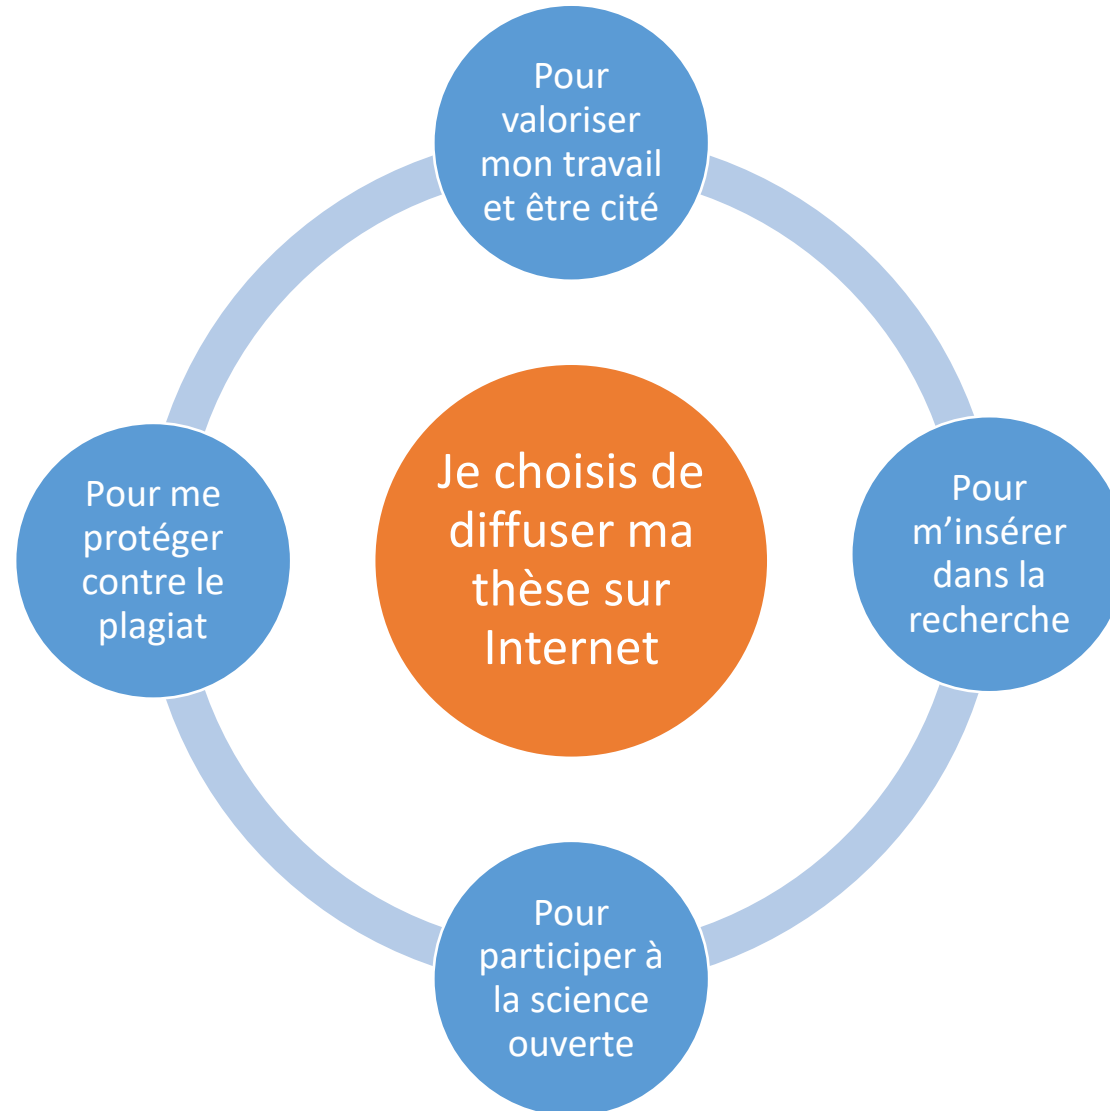 Pour
valoriser
mon travail
et être cité
Je choisis de
diffuser ma
thèse sur
Internet
Pour
m’insérer
dans la
recherche
Pour
participer à
la science
ouverte
Pour me
protéger
contre le
plagiat